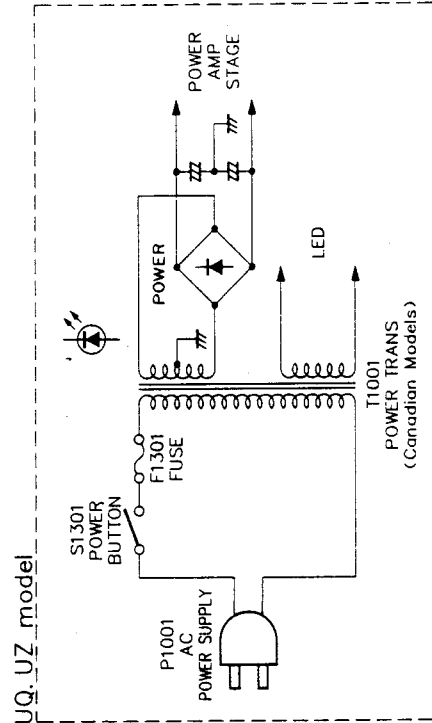 UQ, UZ model
POWER
AMP
STAGE
POWER
LED
S1301
POWER
BUTTON
F1301
FUSE
T1001
POWER TRANS
(Canadian Models)
P1001
AC
POWER SUPPLY